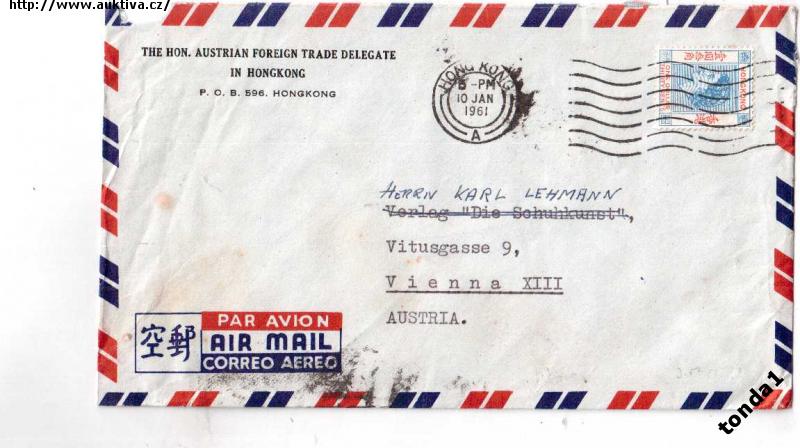 http://www.auktiva.cz/
THE HON. AUSTRIAN FOREIGN TRADE DELEGATE
IN HONGKONG
P. O. B. 596. HONGKONG
HONG KONG
5 - PM
10 JAN
1961
A
HERRN KARL LEHMANN
Verlag "Die Schuhkunst",
Vitusgasse 9,
Vienna XIII
AUSTRIA.
空郵
PAR AVION
AIR MAIL
CORREO AEREO
tonda1